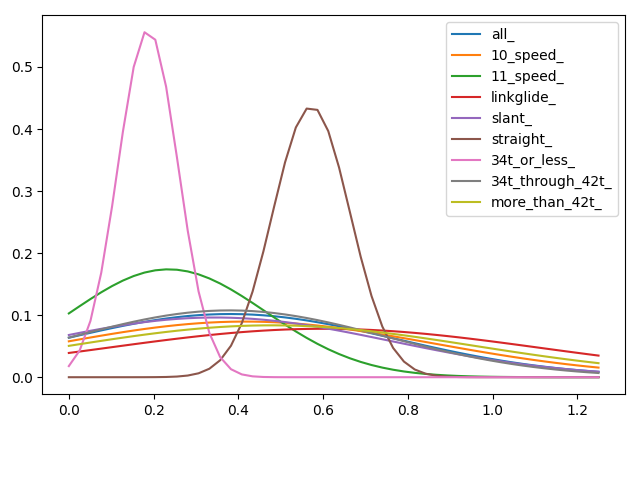 all_
10_speed_
11_speed_
linkglide_
slant_
straight_
34t_or_less_
34t_through_42t_
more_than_42t_
0.5
0.4
0.3
0.2
0.1
0.0
0.0 0.2 0.4 0.6 0.8 1.0 1.2